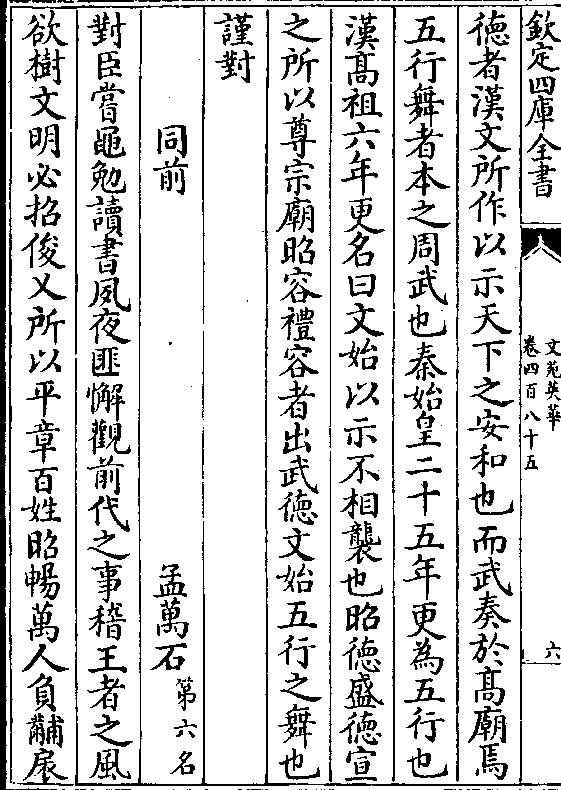 欽定四庫全書
文苑英華
卷四百八十五
六
徳者漢文所作以示天下之安和也而武奏於髙廟焉
五行舞者本之周武也秦始皇二十五年更為五行也
漢髙祖六年更名曰文始以示不相襲也昭徳盛徳宣
之所以尊宗廟昭容禮容者出武徳文始五行之舞也
謹對
同前
孟萬石
第六名
對臣嘗黽勉讀書夙夜匪懈觀前代之事稽王者之風
欲樹文明必招俊乂所以平章百姓昭暢萬人負黼扆